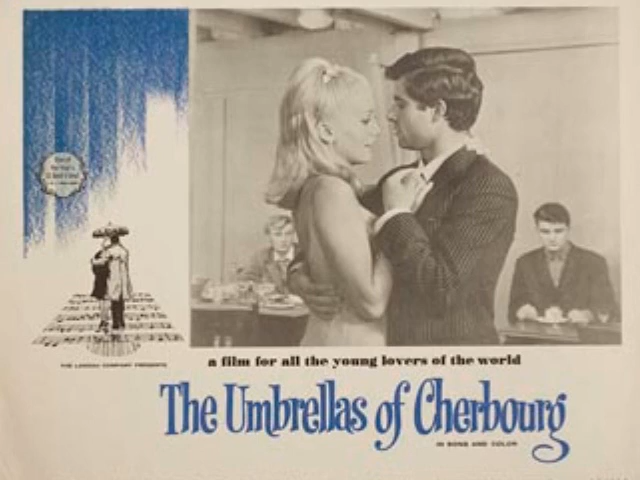 THE LANDAU COMPANY PRESENTS
a film for all the young lovers of the world
The Umbrellas of Cherbourg
IN SONG AND COLOR